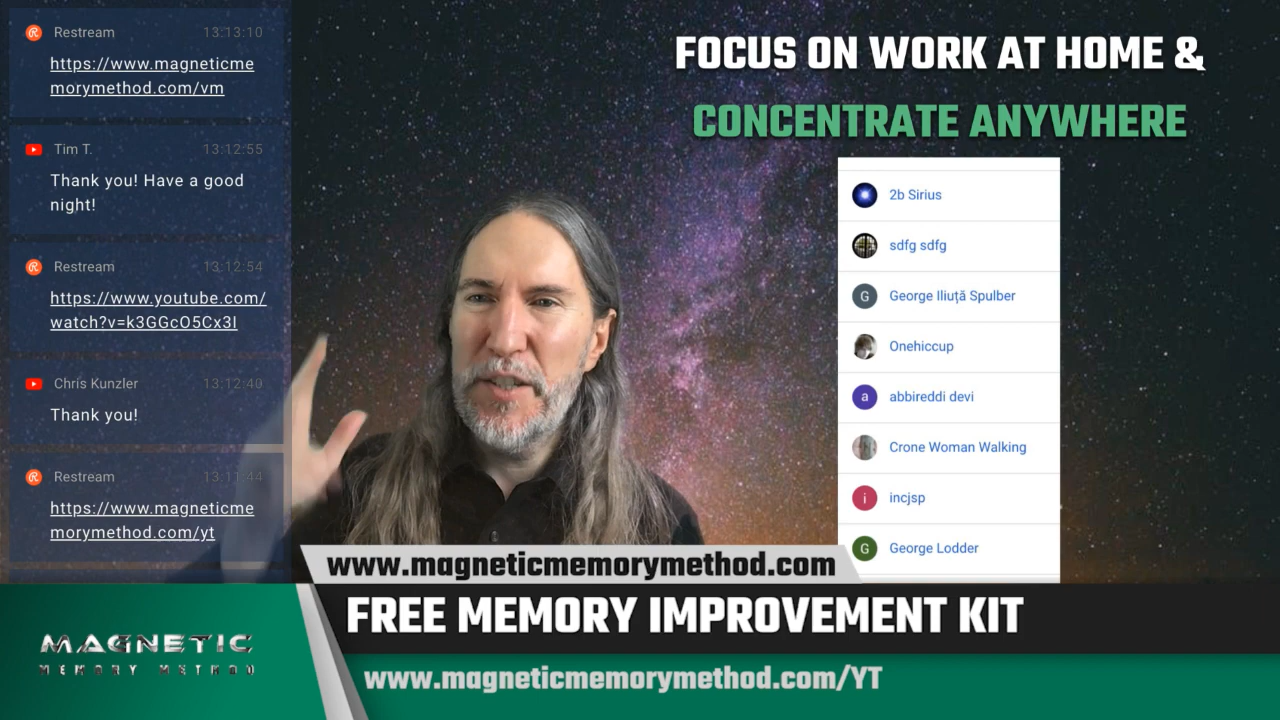 Restream 13:13:10
https://www.magneticme
morymethod.com/vm
Tim T. 13:12:55
Thank you! Have a good
night!
Restream 13:12:54
https://www.youtube.com/
watch?v=k3GGcO5Cx3I
Chris Kunzler 13:12:40
Thank you!
Restream 13:11:44
https://www.magneticme
morymethod.com/yt
FOCUS ON WORK AT HOME &
CONCENTRATE ANYWHERE
2b Sirius
sdfg sdfg
G George Iliuță Spulber
Onehiccup
a abbireddi devi
Crone Woman Walking
i incjsp
G George Lodder
www.magneticmemorymethod.com
FREE MEMORY IMPROVEMENT KIT
www.magneticmemorymethod.com/YT
MAGNETIC
MEMORY METHOD